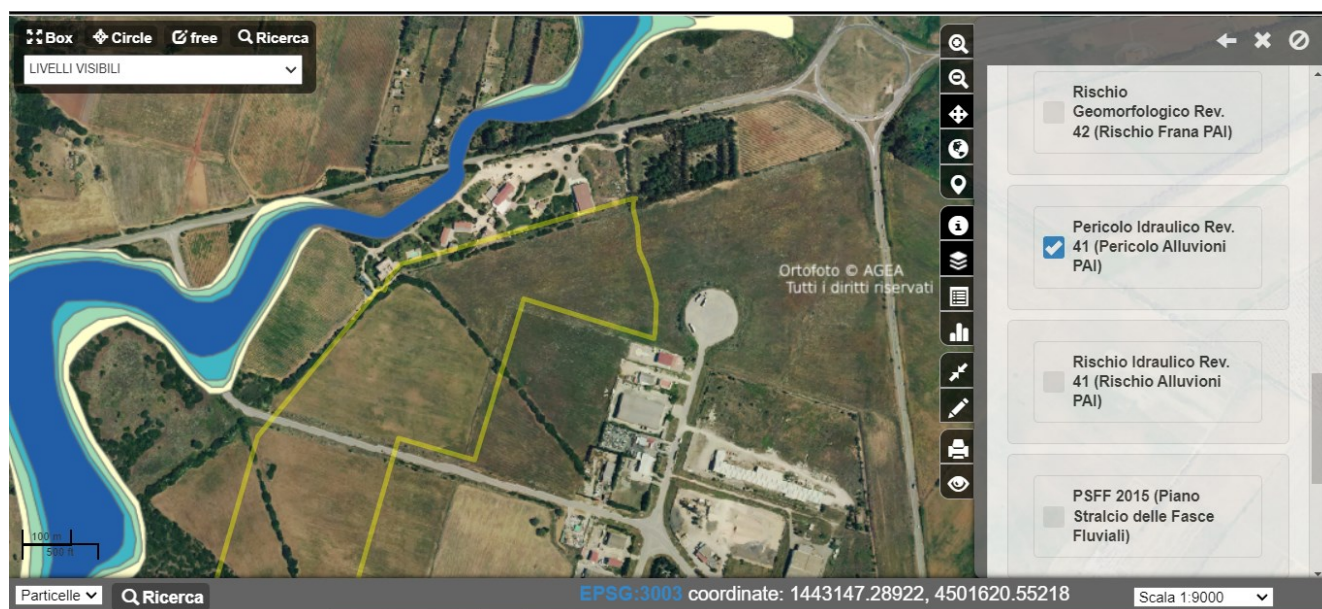 Box Circle free Ricerca
LIVELLI VISIBILI
Ortofoto © AGEA
Tutti i diritti riservati
100 m
500 ft
Rischio
Geomorfologico Rev.
42 (Rischio Frana PAI)
Pericolo Idraulico Rev.
41 (Pericolo Alluvioni
PAI)
Rischio Idraulico Rev.
41 (Rischio Alluvioni
PAI)
PSFF 2015 (Piano
Stralcio delle Fasce
Fluviali)
Particelle Ricerca EPSG:3003 coordinate: 1443147.28922, 4501620.55218 Scala 1:9000